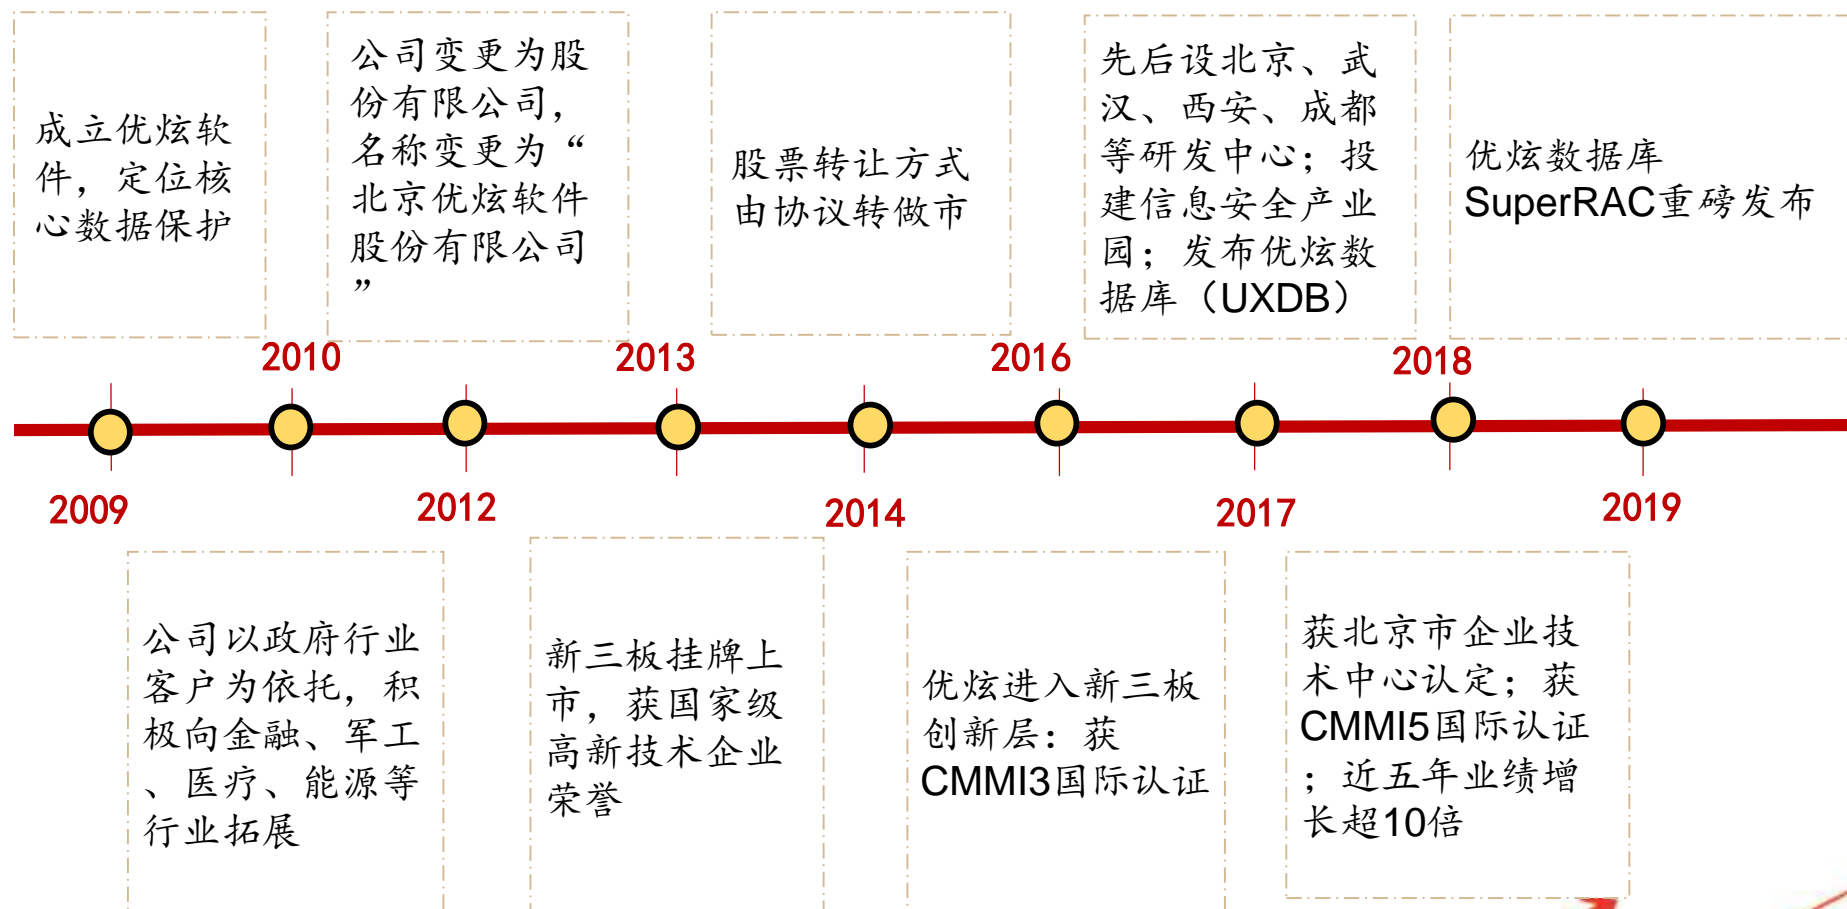 成立优炫软
件，定位核
心数据保护
公司变更为股
份有限公司，
名称变更为“
北京优炫软件
股份有限公司
”
股票转让方式
由协议转做市
先后设北京、武
汉、西安、成都
等研发中心；投
建信息安全产业
园；发布优炫数
据库（UXDB）
优炫数据库
SuperRAC重磅发布
2010
2013
2016
2018
2009
2012
2014
2017
2019
公司以政府行业
客户为依托，积
极向金融、军工
、医疗、能源等
行业拓展
新三板挂牌上
市，获国家级
高新技术企业
荣誉
优炫进入新三板
创新层：获
CMMI3国际认证
获北京市企业技
术中心认定；获
CMMI5国际认证
；近五年业绩增
长超10倍